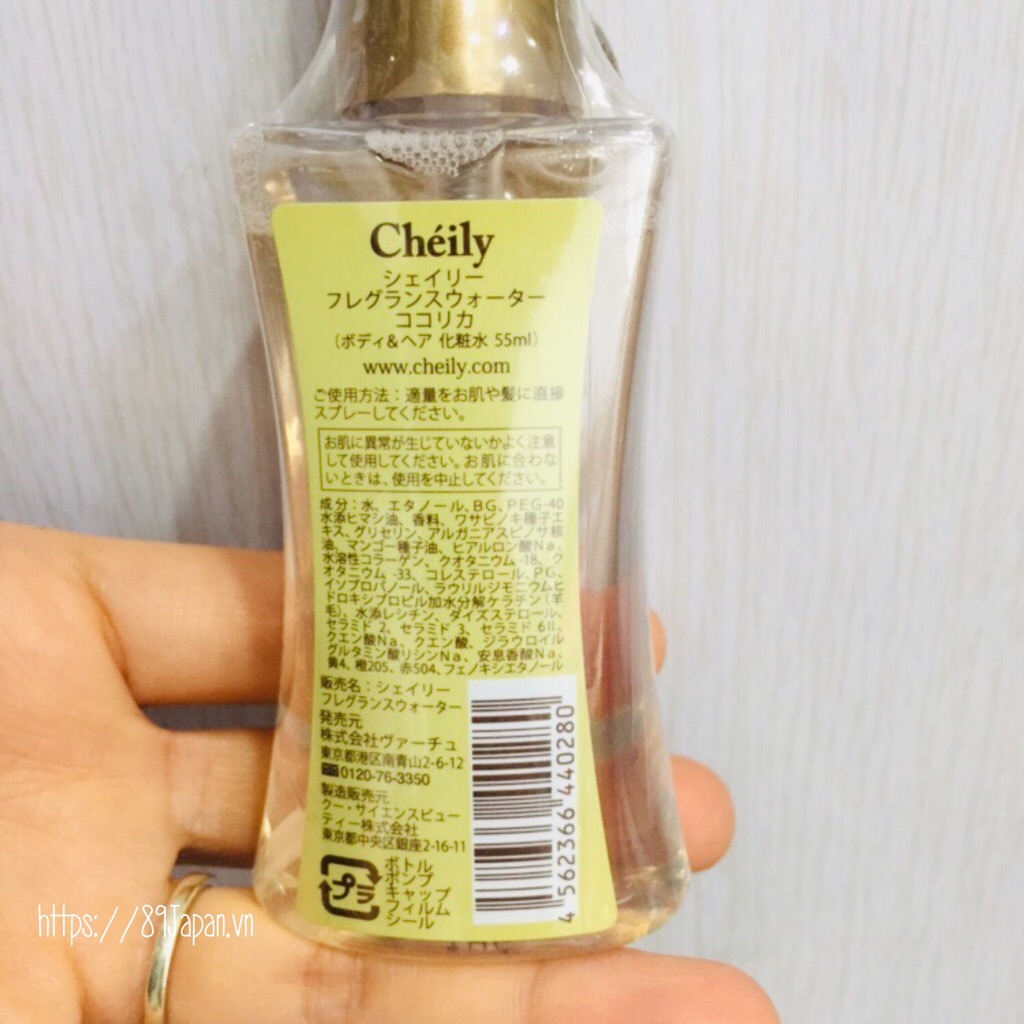 Chéily
シェイリー
フレグランスウォーター
ココリカ
（ボディ&ヘア 化粧水 55ml）
www.cheily.com
ご使用方法：適量をお肌や髪に直接
スプレーしてください。
お肌に異常が生じていないかよく注意
して使用してください。お肌に合わな
いときは、使用を中止してください。
成分：水、エタノール、BG、PEG-40
水添ヒマシ油、香料、ワサビノキ種子エ
キス、グリセリン、アルガニアスピノサ核
油、マンゴー種子油、ヒアルロン酸Na、
水溶性コラーゲン、クオタニウム-18、ク
オタニウム-33、コレステロール、PG、
イソプロパノール、ラウリルジモニウムヒ
ドロキシプロピル加水分解ケラチン（羊
毛）、水添レシチン、ダイズステロール、
セラミド 2、セラミド 3、セラミド 6II、
クエン酸Na、クエン酸、ジラウロイル
グルタミン酸リシンNa、安息香酸Na、
黄4、橙205、赤504、フェノキシエタノール
販売名：シェイリー
フレグランスウォーター
発売元
株式会社ヴァーチュ
東京都港区南青山2-6-12
0120-76-3350
製造販売元
クー・サイエンスビュー
ティー株式会社
東京都中央区銀座2-16-11
プラ
ボトル
ポンプ
キャップ
フィルム
シール
4 562366 440280
https://89Japan.vn